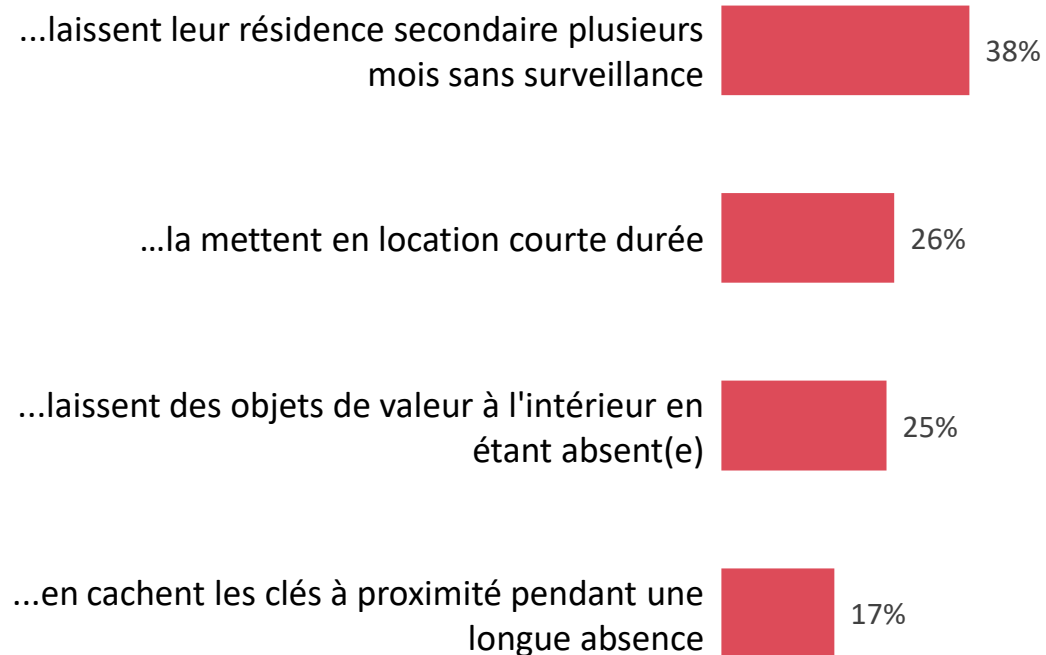 ...laissent leur résidence secondaire plusieurs
mois sans surveillance
38%
...la mettent en location courte durée
26%
...laissent des objets de valeur à l'intérieur en
étant absent(e)
25%
...en cachent les clés à proximité pendant une
longue absence
17%